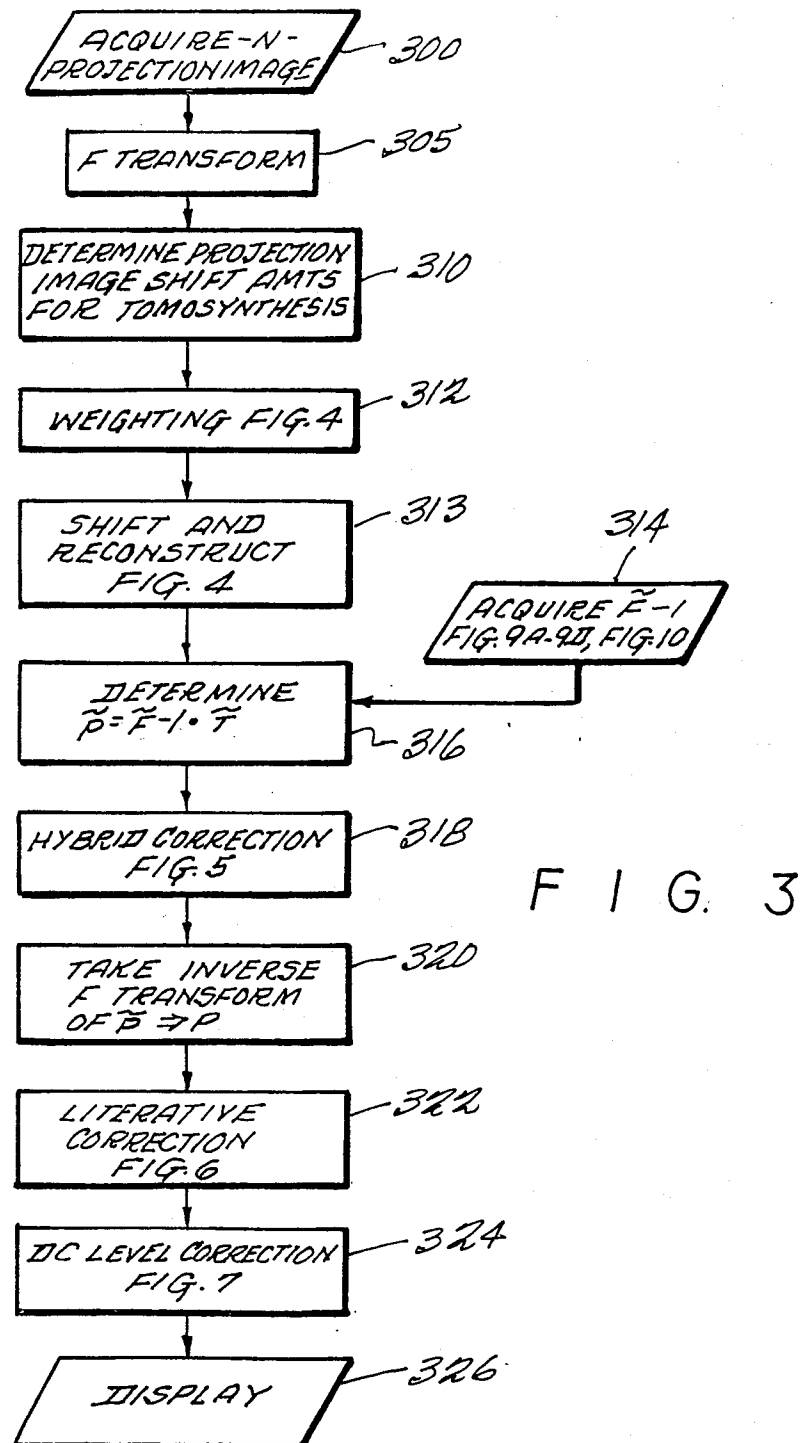 ACQUIRE-N-
PROJECTION IMAGE
300
F TRANSFORM
305
DETERMINE PROJECTION
IMAGE SHIFT AMTS
FOR TOMOSYNTHESIS
310
WEIGHTING FIG. 4
312
SHIFT AND
RECONSTRUCT
FIG. 4
313
314
ACQUIRE F̃-1
FIG. 9A-9D, FIG. 10
DETERMINE
p̃ = F̃-1 • T̃
316
HYBRID CORRECTION
FIG. 5
318
F I G. 3
TAKE INVERSE
F TRANSFORM
OF p̃ ⇒ P
320
LITERATIVE
CORRECTION
FIG. 6
322
DC LEVEL CORRECTION
FIG. 7
324
DISPLAY
326